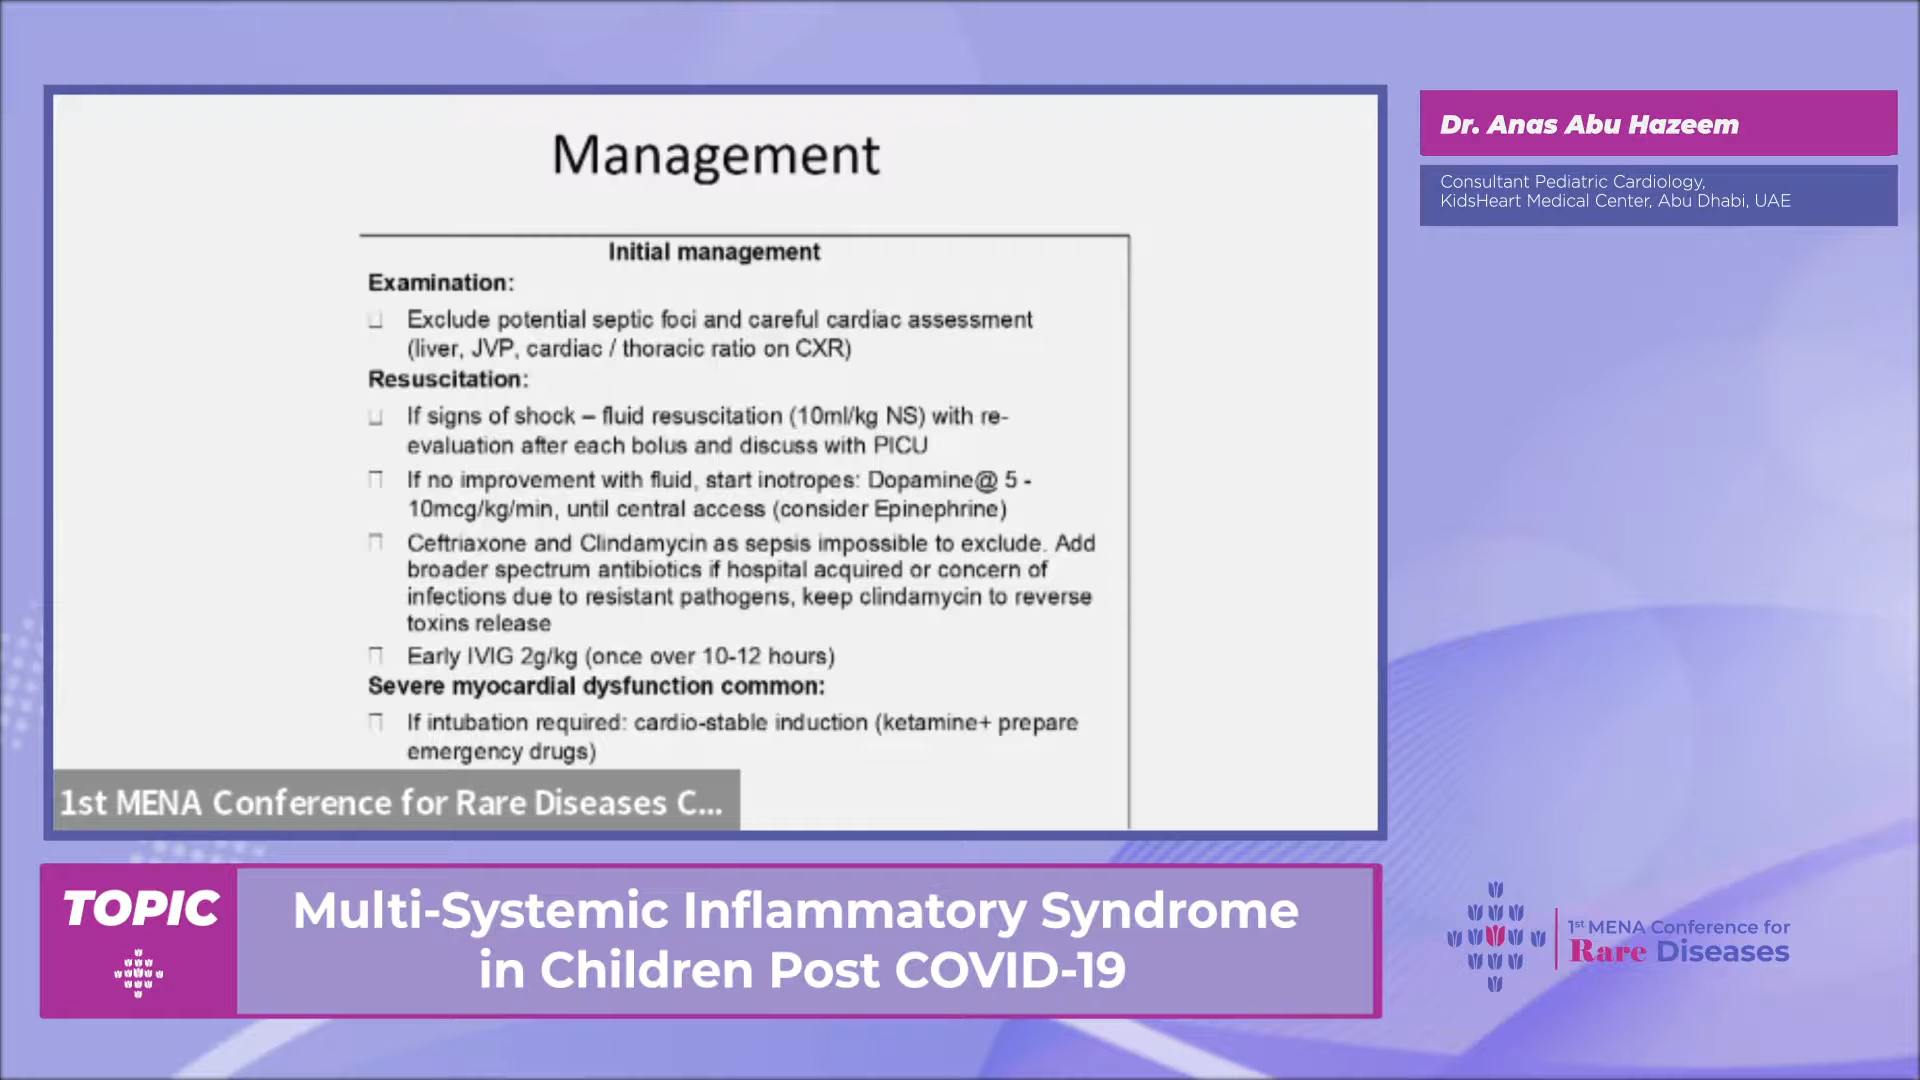 Management
Initial management
Examination:
Exclude potential septic foci and careful cardiac assessment
(liver, JVP, cardiac / thoracic ratio on CXR)
Resuscitation:
If signs of shock – fluid resuscitation (10ml/kg NS) with re-
evaluation after each bolus and discuss with PICU
If no improvement with fluid, start inotropes: Dopamine@ 5 -
10mcg/kg/min, until central access (consider Epinephrine)
Ceftriaxone and Clindamycin as sepsis impossible to exclude. Add
broader spectrum antibiotics if hospital acquired or concern of
infections due to resistant pathogens, keep clindamycin to reverse
toxins release
Early IVIG 2g/kg (once over 10-12 hours)
Severe myocardial dysfunction common:
If intubation required: cardio-stable induction (ketamine+ prepare
emergency drugs)
1st MENA Conference for Rare Diseases C...
Dr. Anas Abu Hazeem
Consultant Pediatric Cardiology,
KidsHeart Medical Center, Abu Dhabi, UAE
TOPIC
Multi-Systemic Inflammatory Syndrome
in Children Post COVID-19
1st MENA Conference for
Rare Diseases